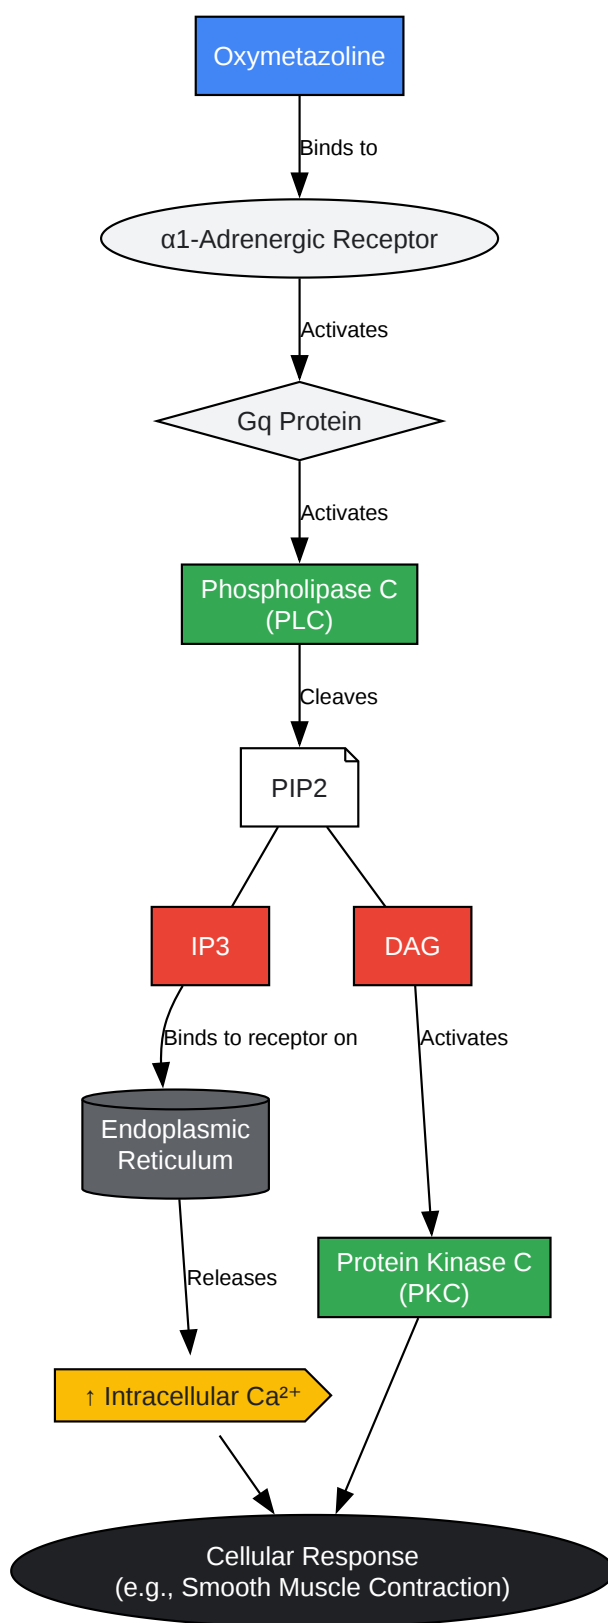 Oxymetazoline
Binds to
α1-Adrenergic Receptor
Activates
Gq Protein
Activates
Phospholipase C
(PLC)
Cleaves
PIP2
IP3
DAG
Binds to receptor on
Activates
Endoplasmic
Reticulum
Protein Kinase C
(PKC)
Releases
↑ Intracellular Ca²⁺
Cellular Response
(e.g., Smooth Muscle Contraction)